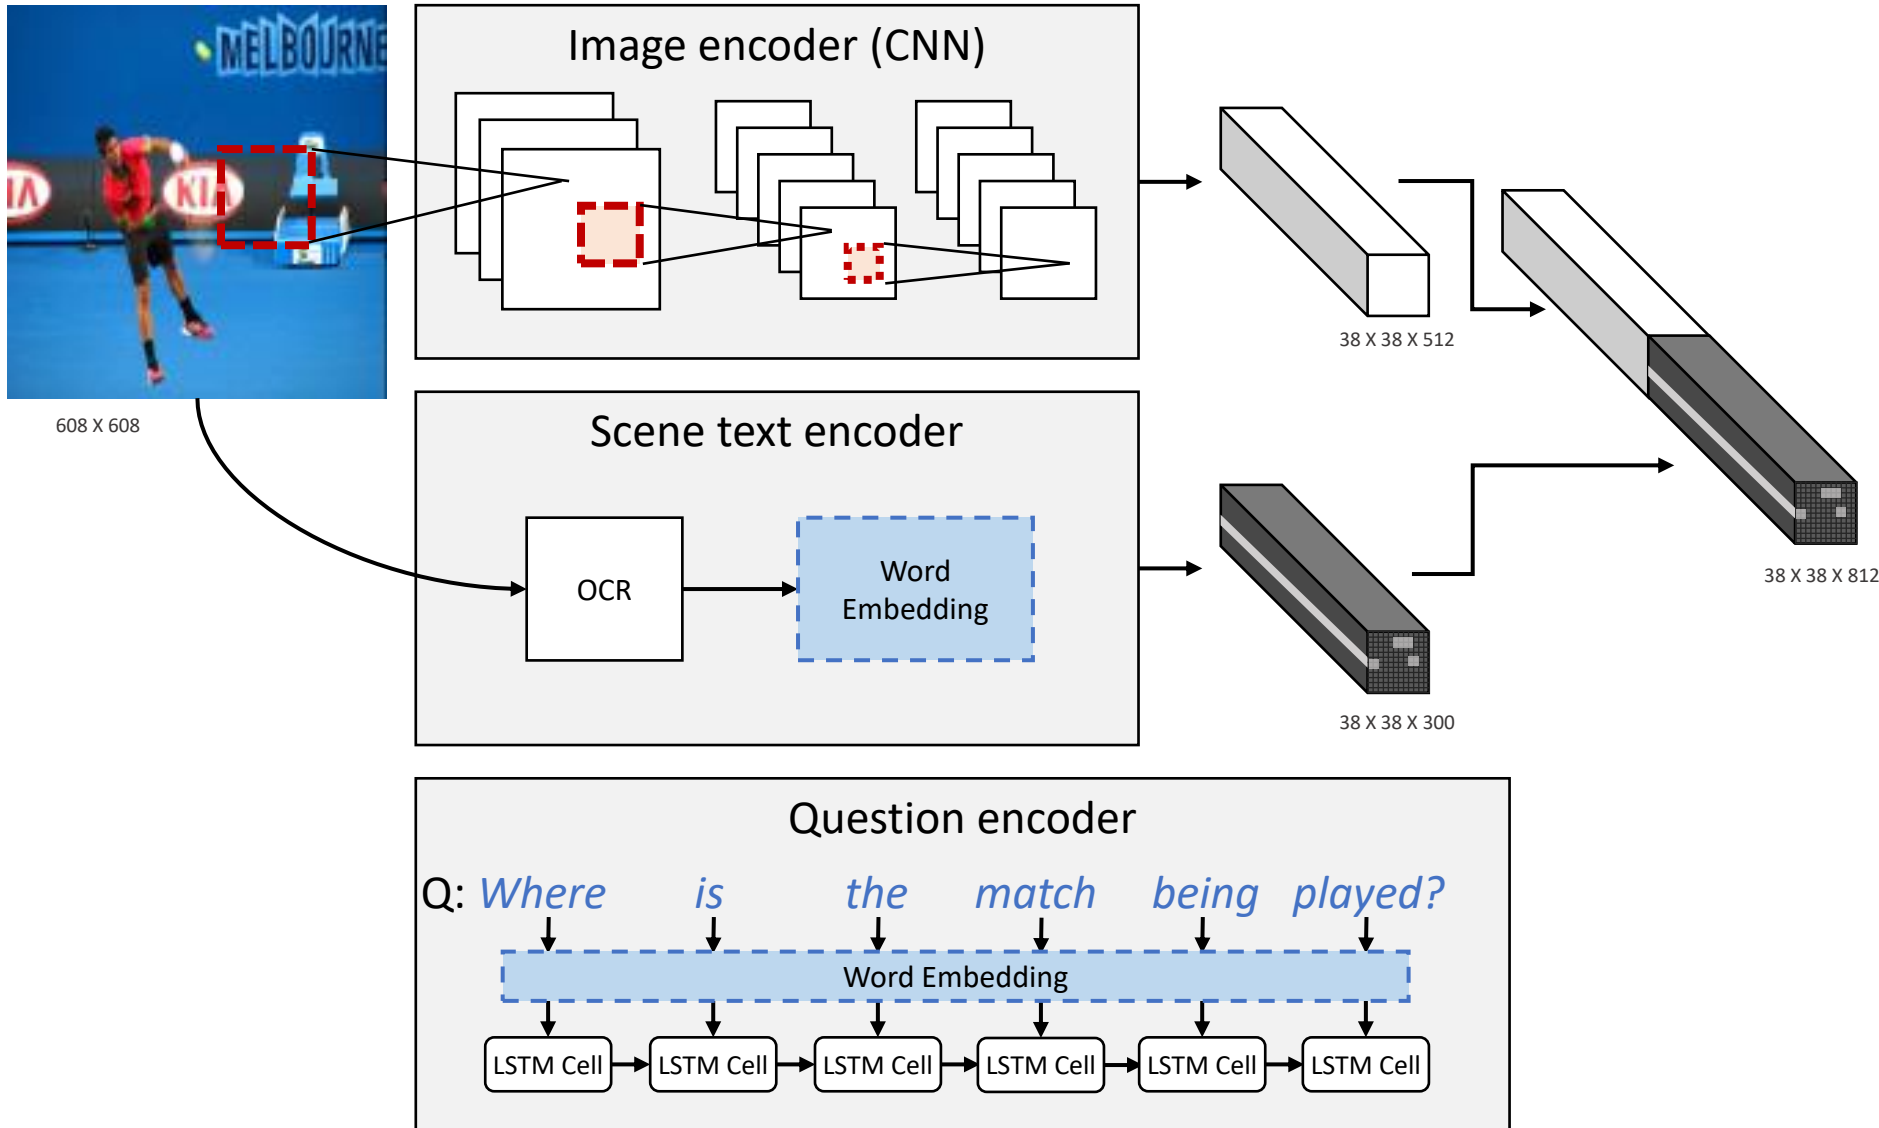 MELBOURNE
KIA
KIA
608 X 608
Image encoder (CNN)
38 X 38 X 512
Scene text encoder
OCR
Word
Embedding
38 X 38 X 300
38 X 38 X 812
Question encoder
Q: Where is the match being played?
Word Embedding
LSTM Cell LSTM Cell LSTM Cell LSTM Cell LSTM Cell LSTM Cell